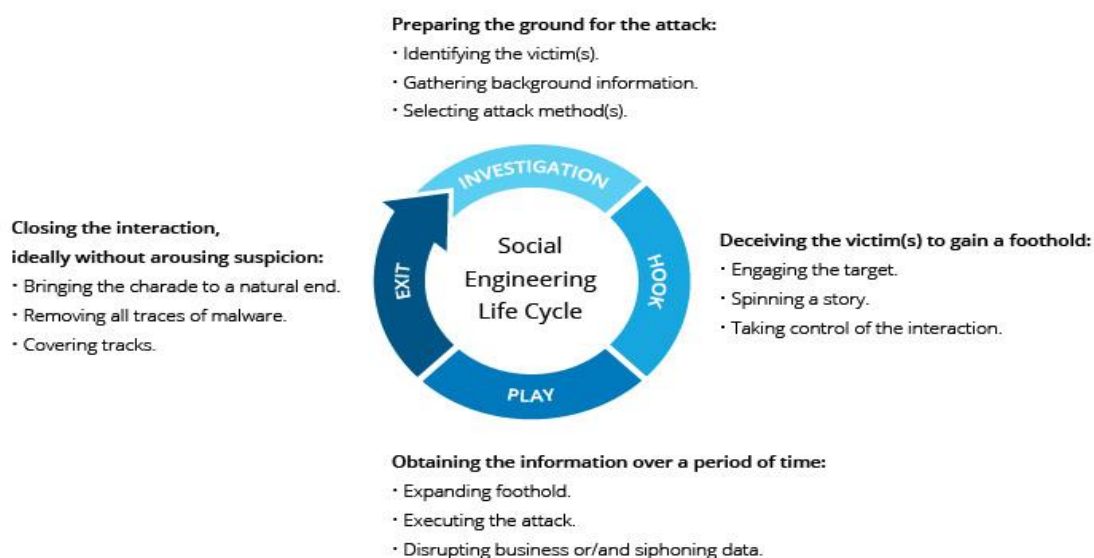 Preparing the ground for the attack:
· Identifying the victim(s).
· Gathering background information.
· Selecting attack method(s).
INVESTIGATION
HOOK
PLAY
EXIT
Social
Engineering
Life Cycle
Deceiving the victim(s) to gain a foothold:
· Engaging the target.
· Spinning a story.
· Taking control of the interaction.
Obtaining the information over a period of time:
· Expanding foothold.
· Executing the attack.
· Disrupting business or/and siphoning data.
Closing the interaction,
ideally without arousing suspicion:
· Bringing the charade to a natural end.
· Removing all traces of malware.
· Covering tracks.